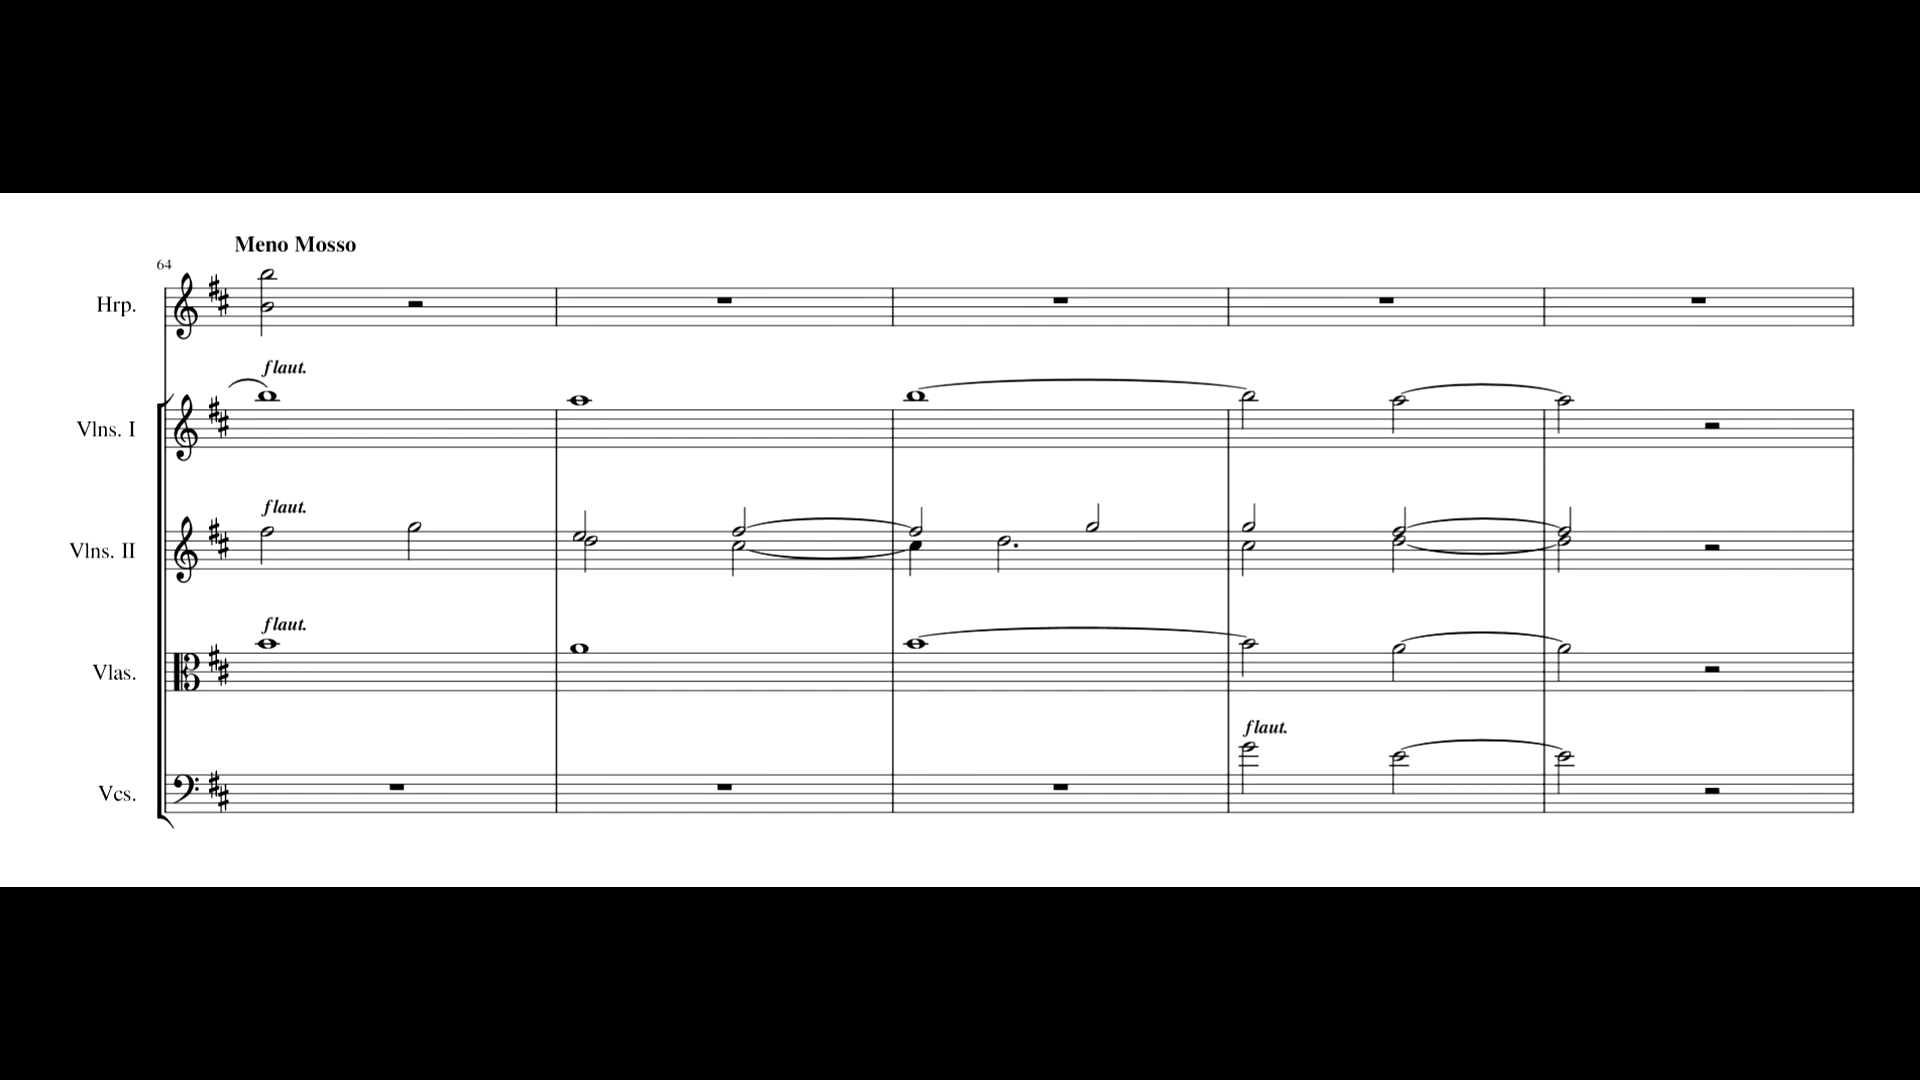 Meno Mosso
64
Hrp.
flaut.
Vlns. I
flaut.
Vlns. II
flaut.
Vlas.
flaut.
Vcs.